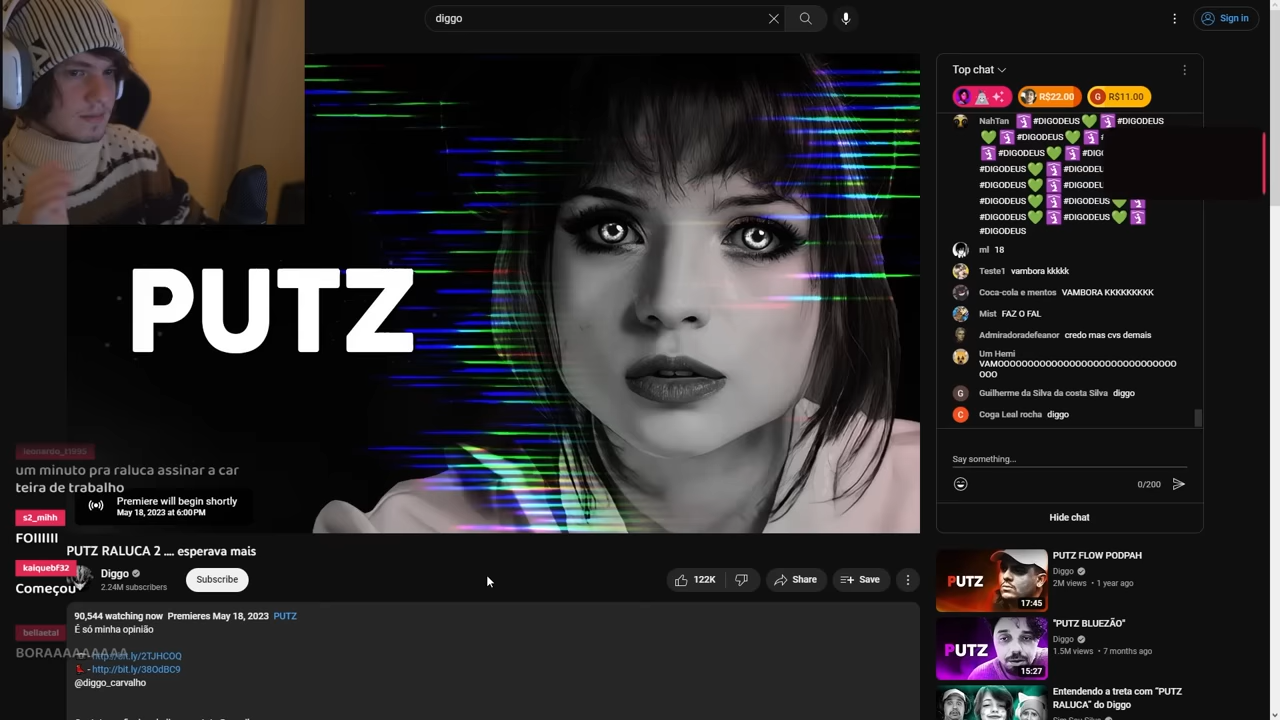 diggo
Sign in
PUTZ
Top chat
R$22.00
R$11.00
NahTan #DIGODEUS #DIGODEUS
#DIGODEUS
#DIGODEUS
#DIGODEUS
#DIGODEUS
#DIGODEUS #DIGODEUS
#DIGODEUS #DIGODEUS
#DIGODEUS
ml 18
Teste1 vambora kkkkk
Coca-cola e mentos VAMBORA KKKKKKKKK
Mist FAZ O FAL
Admiradoradefeanor credo mas cvs demais
Um Hemi
VAMOOOOOOOOOOOOOOOOOOOOOOOOOOOOO
OOO
Guilherme da Silva da costa Silva diggo
Coga Leal rocha diggo
Say something...
0/200
Hide chat
leonardo_l1995
um minuto pra raluca assinar a car
teira de trabalho
Premiere will begin shortly
May 18, 2023 at 6:00 PM
s2_mihh
FOIIIIII
PUTZ RALUCA 2 .... esperava mais
kaiquebf32
Começou
Diggo
2.24M subscribers
Subscribe
122K
Share
Save
90,544 watching now Premieres May 18, 2023 PUTZ
É só minha opinião
bellaetal
BORAAAAAAAAA
- http://bit.ly/2TJHCOQ
- http://bit.ly/38OdBC9
@diggo_carvalho
PUTZ
17:45
PUTZ FLOW PODPAH
Diggo
2M views • 1 year ago
PUTZ
15:27
"PUTZ BLUEZÃO"
Diggo
1.5M views • 7 months ago
Entendendo a treta com "PUTZ
RALUCA" do Diggo